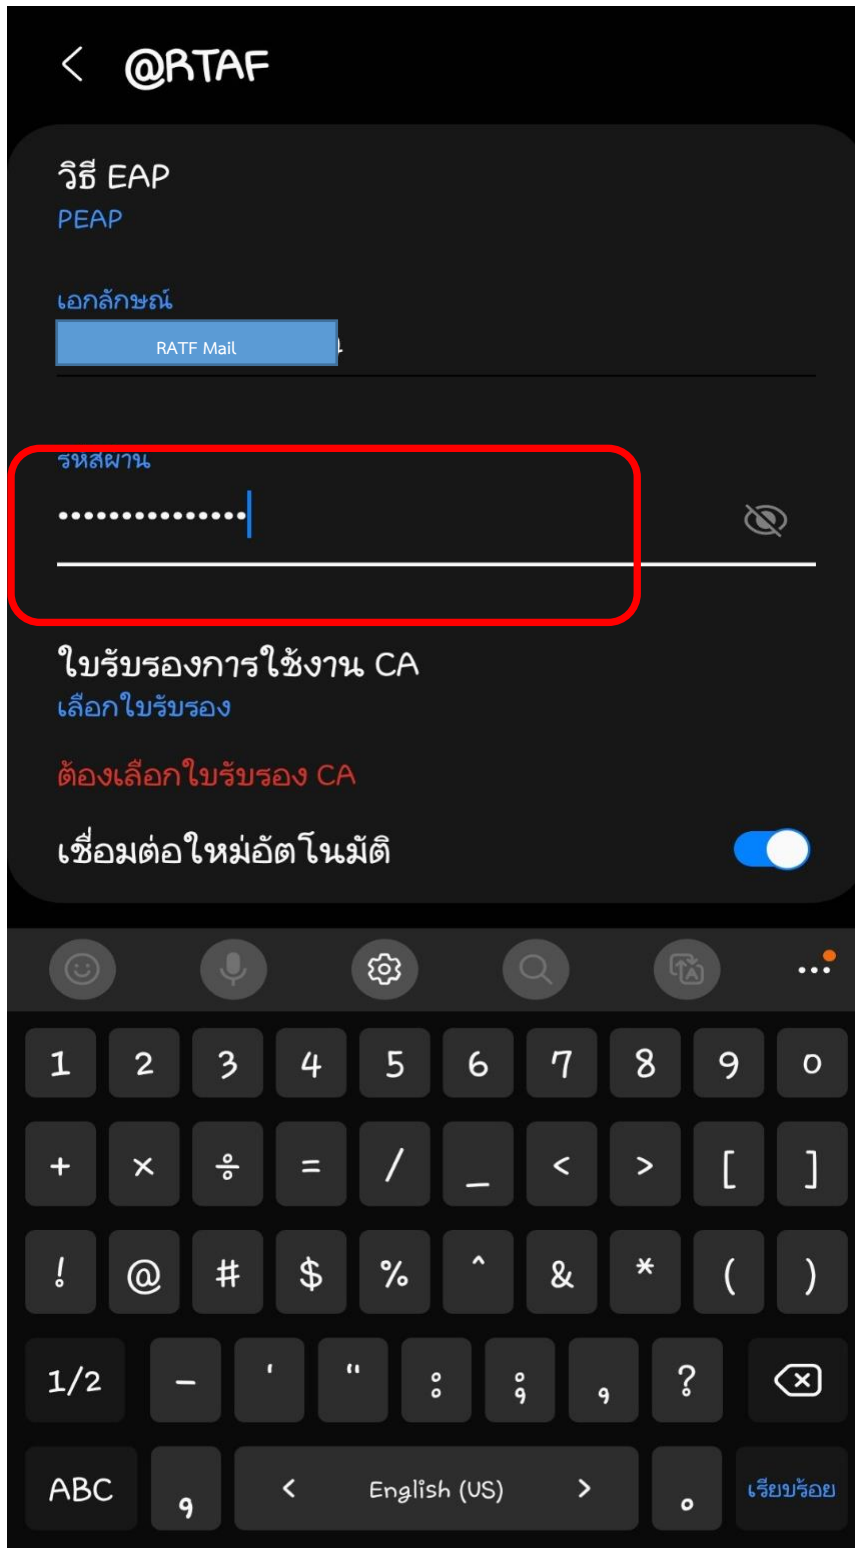 @RTAF
วิธี EAP
PEAP
เอกลักษณ์
RATF Mail
รหัสผ่าน
•••••••••••••••
ใบรับรองการใช้งาน CA
เลือกใบรับรอง
ต้องเลือกใบรับรอง CA
เชื่อมต่อใหม่อัตโนมัติ
1 2 3 4 5 6 7 8 9 0
+ × ÷ = / _ < > [ ]
! @ # $ % ^ & * ( )
1/2 - ' " : ; , ?
ABC , < English (US) > . เรียบร้อย